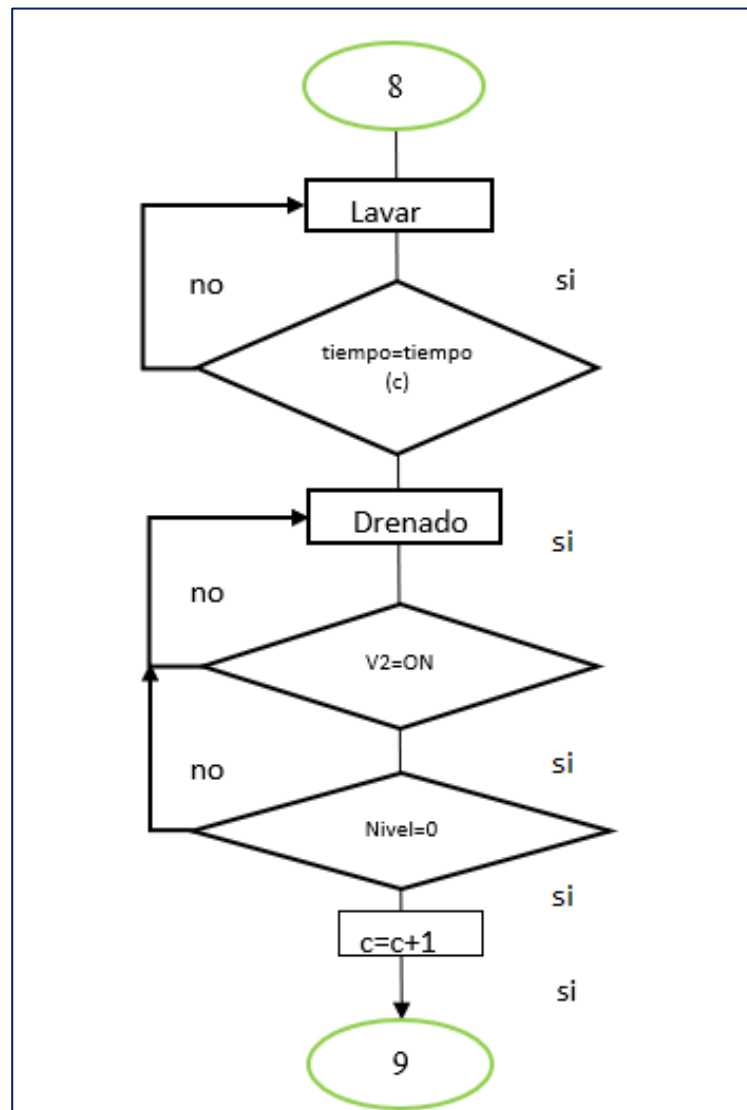 8
Lavar
no
si
tiempo=tiempo
(c)
Drenado
si
no
V2=ON
si
no
Nivel=0
si
c=c+1
si
9